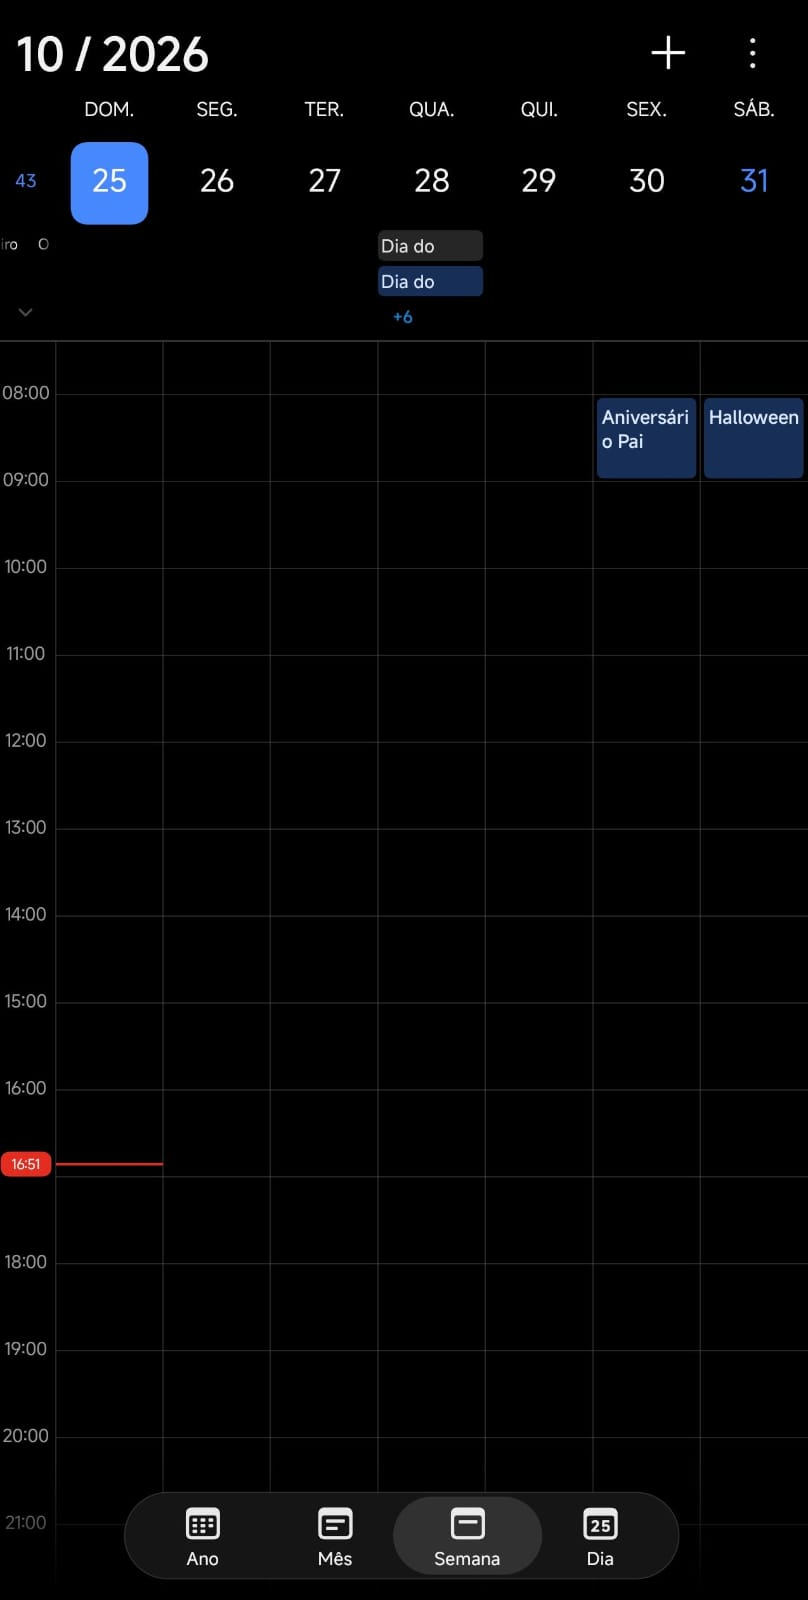 10 / 2026
DOM. SEG. TER. QUA. QUI. SEX. SÁB.
43 25 26 27 28 29 30 31
iro O
Dia do
Dia do
+6
08:00
Aniversári
o Pai
Halloween
09:00
10:00
11:00
12:00
13:00
14:00
15:00
16:00
16:51
18:00
19:00
20:00
21:00
25
Ano Mês Semana Dia